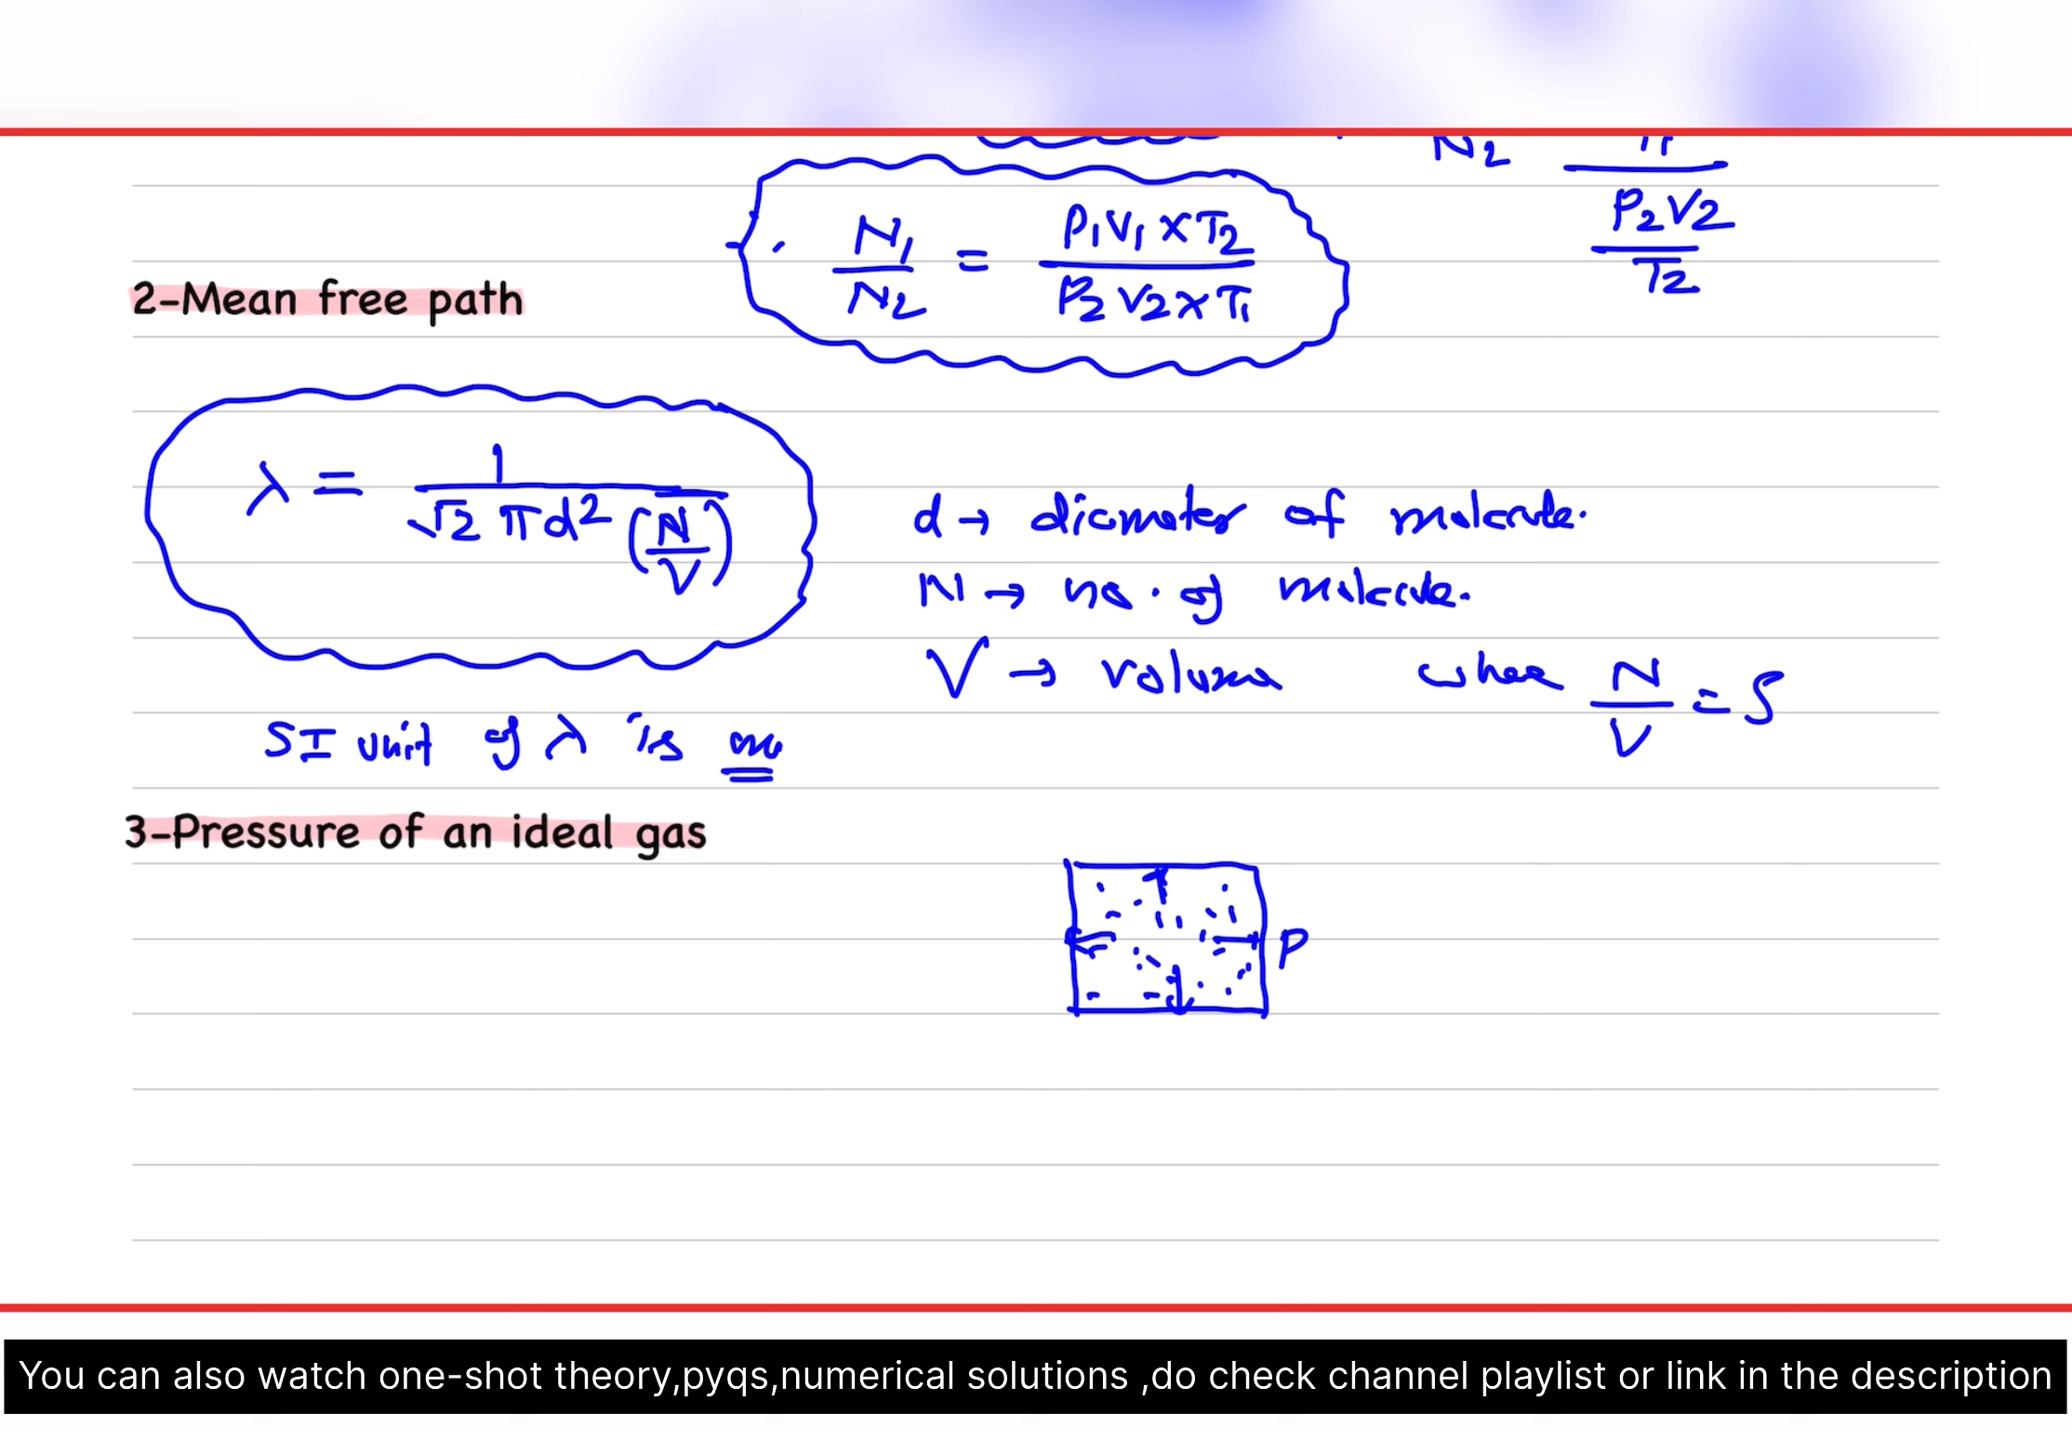 N2 P2V2
T2
N1/N2 = P1V1 × T2 / P2V2 × T1
2-Mean free path
λ = 1 / √2 πd² (N/V)
d → diameter of molecule.
N → no. of molecule.
V → volume where N/V = ρ
SI unit of λ is m
3-Pressure of an ideal gas
P
You can also watch one-shot theory,pyqs,numerical solutions ,do check channel playlist or link in the description